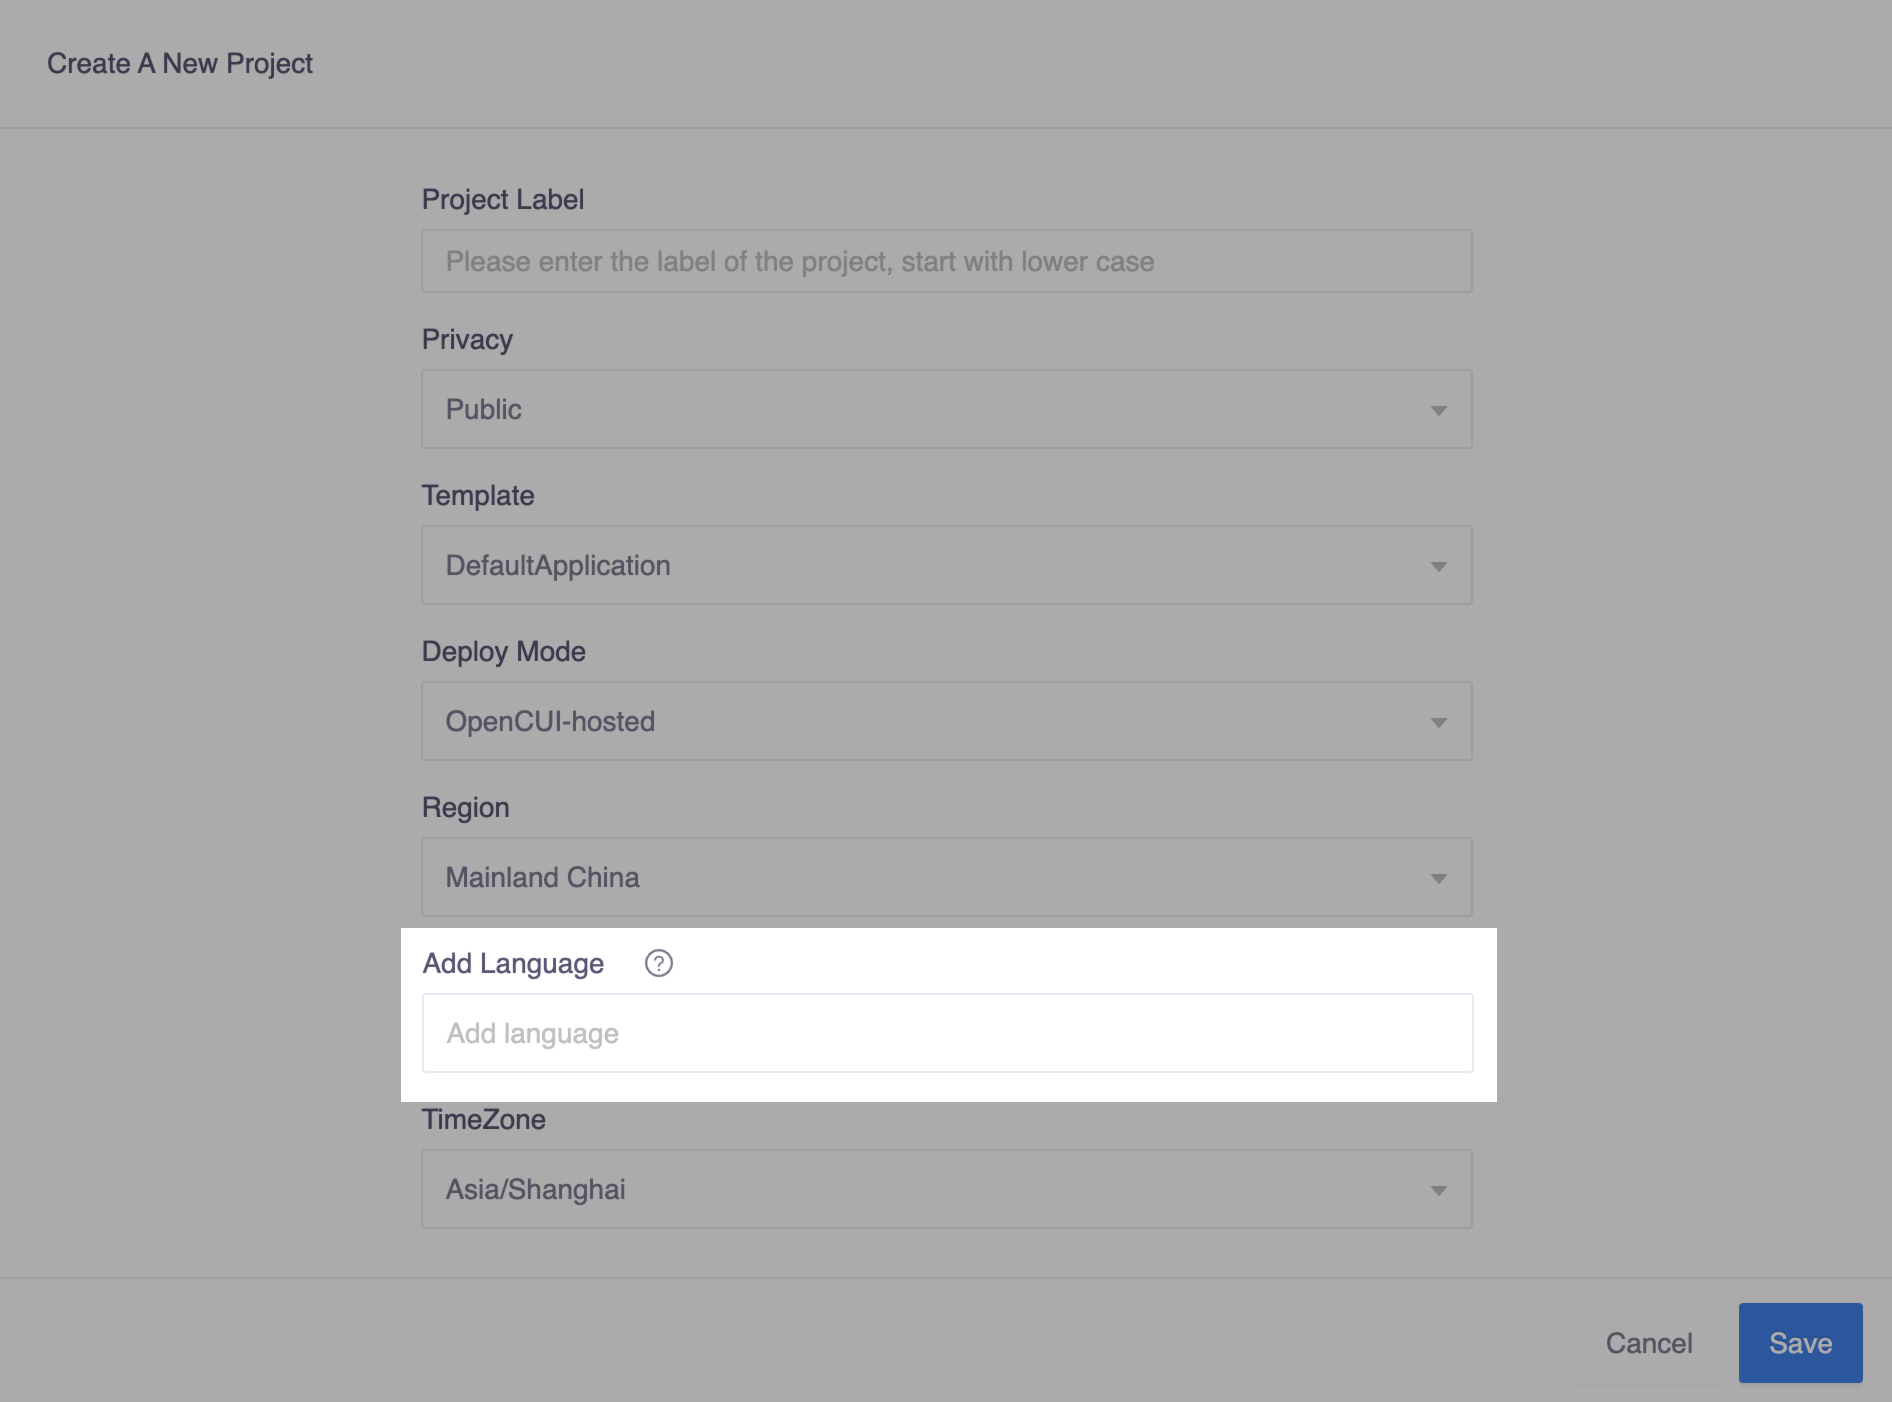 Create A New Project
Project Label
Please enter the label of the project, start with lower case
Privacy
Public
Template
DefaultApplication
Deploy Mode
OpenCUI-hosted
Region
Mainland China
Add Language ?
Add language
TimeZone
Asia/Shanghai
Cancel Save